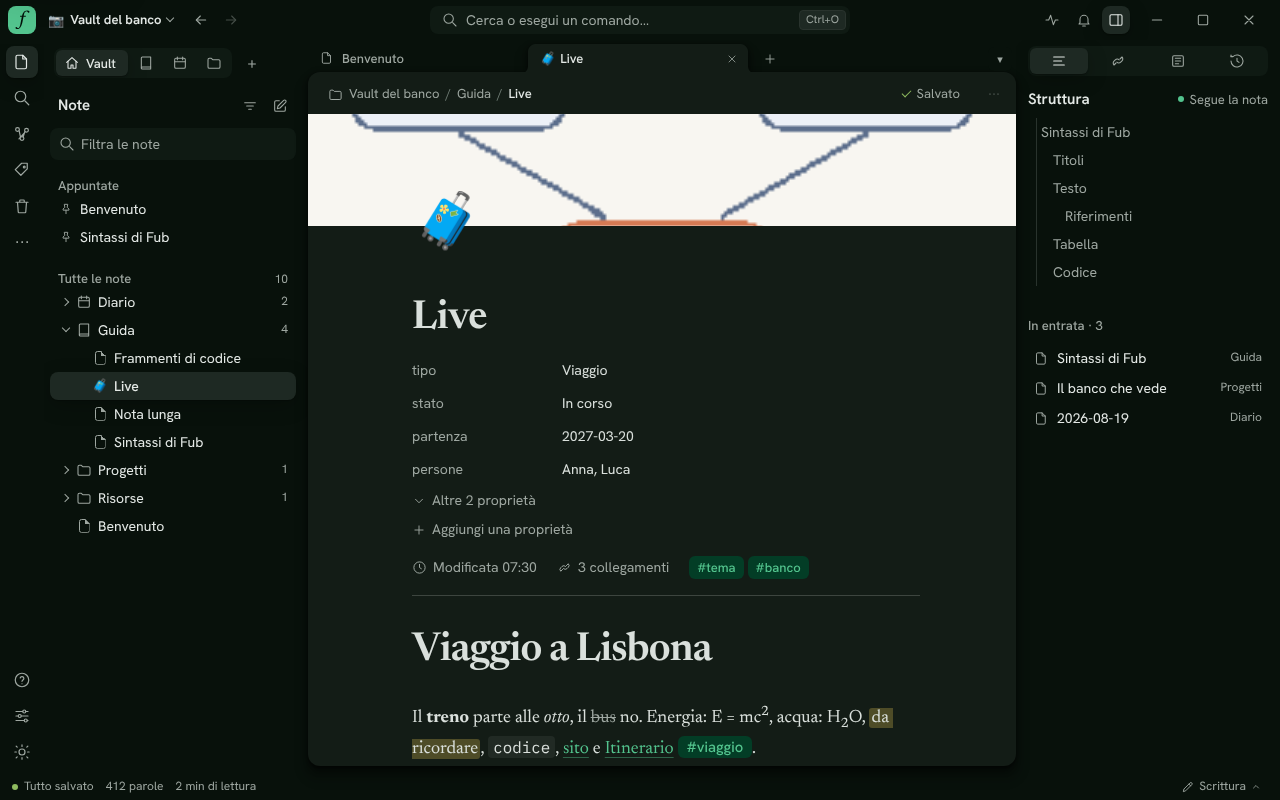 f
Vault del banco
Cerca o esegui un comando...
Ctrl+O
Vault
Benvenuto
Live
Note
Filtra le note
Appuntate
Benvenuto
Sintassi di Fub
Tutte le note 10
Diario 2
Guida 4
Frammenti di codice
Live
Nota lunga
Sintassi di Fub
Progetti 1
Risorse 1
Benvenuto
Vault del banco / Guida / Live
Salvato
Live
tipo Viaggio
stato In corso
partenza 2027-03-20
persone Anna, Luca
Altre 2 proprietà
Aggiungi una proprietà
Modificata 07:30 3 collegamenti #tema #banco
Viaggio a Lisbona
Il treno parte alle otto, il bus no. Energia: E = mc², acqua: H₂O, da
ricordare, codice, sito e Itinerario #viaggio.
Struttura
Segue la nota
Sintassi di Fub
Titoli
Testo
Riferimenti
Tabella
Codice
In entrata · 3
Sintassi di Fub Guida
Il banco che vede Progetti
2026-08-19 Diario
Tutto salvato 412 parole 2 min di lettura
Scrittura